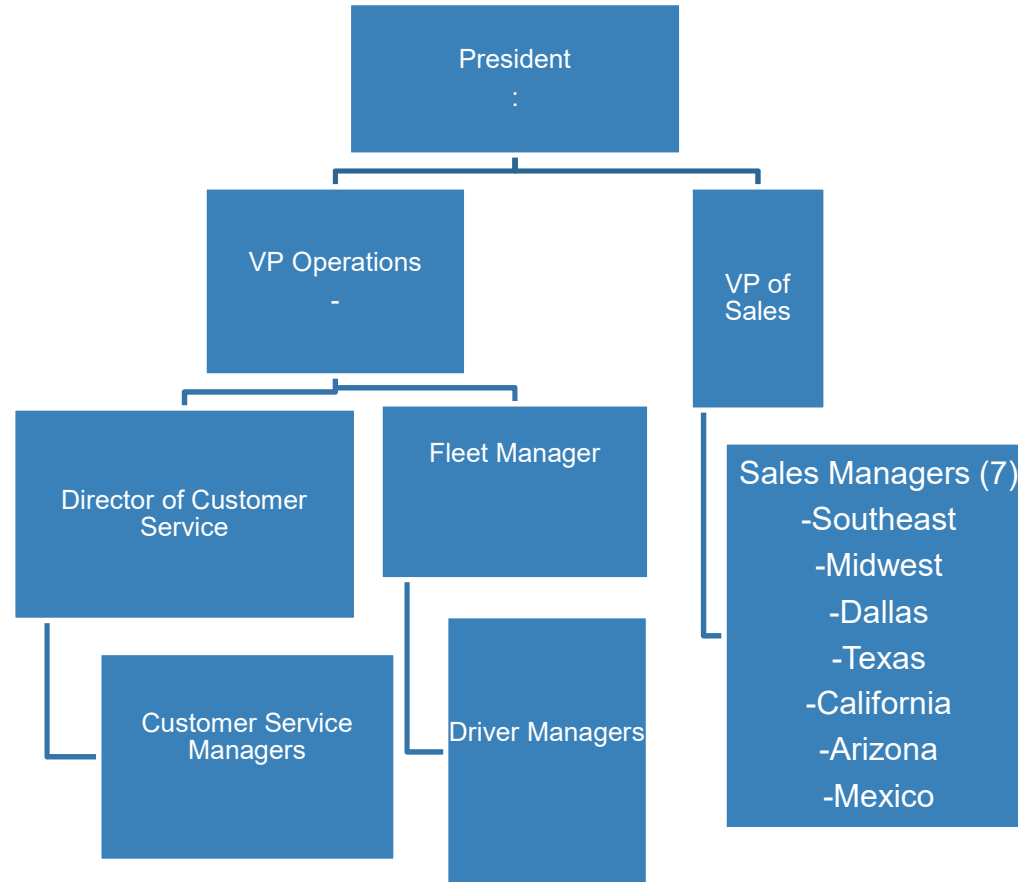 President
:
VP Operations
-
VP of
Sales
Director of Customer
Service
Fleet Manager
Customer Service
Managers
Driver Managers
Sales Managers (7)
-Southeast
-Midwest
-Dallas
-Texas
-California
-Arizona
-Mexico